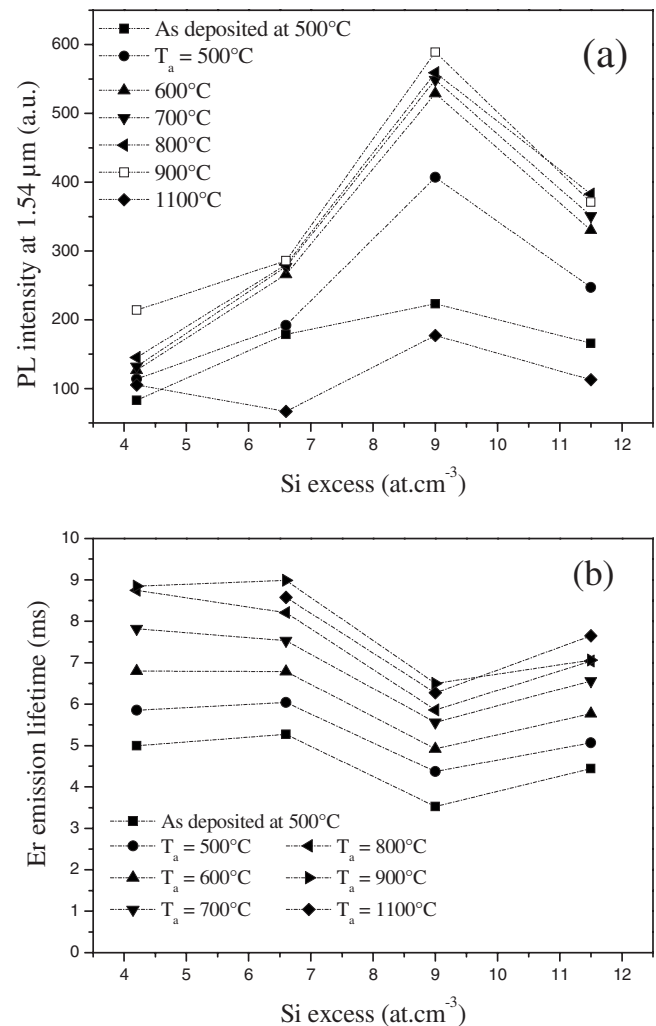 (a)
As deposited at 500°C
T_a = 500°C
600°C
700°C
800°C
900°C
1100°C
600
500
400
300
200
100
PL intensity at 1.54 μm (a.u.)
4 5 6 7 8 9 10 11 12
Si excess (at.cm⁻³)
(b)
10
9
8
7
6
5
4
3
2
1
0
Er emission lifetime (ms)
As deposited at 500°C
T_a = 500°C T_a = 800°C
T_a = 600°C T_a = 900°C
T_a = 700°C T_a = 1100°C
4 5 6 7 8 9 10 11 12
Si excess (at.cm⁻³)